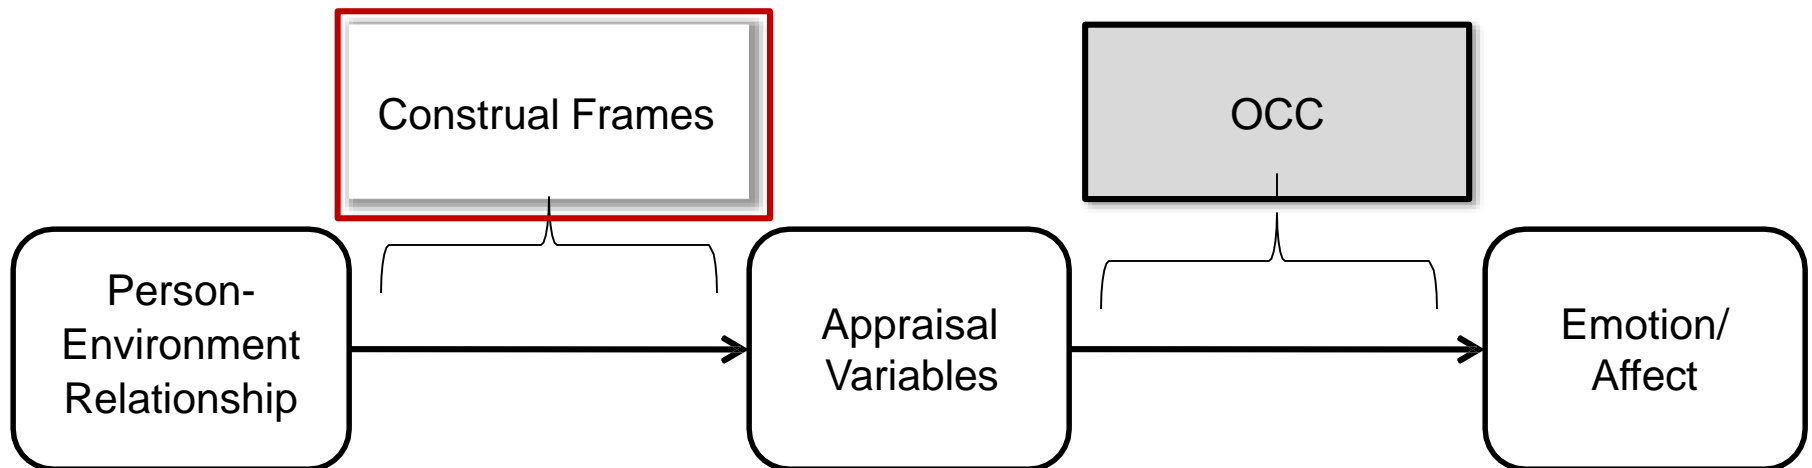 Construal Frames
OCC
Person-
Environment
Relationship
Appraisal
Variables
Emotion/
Affect